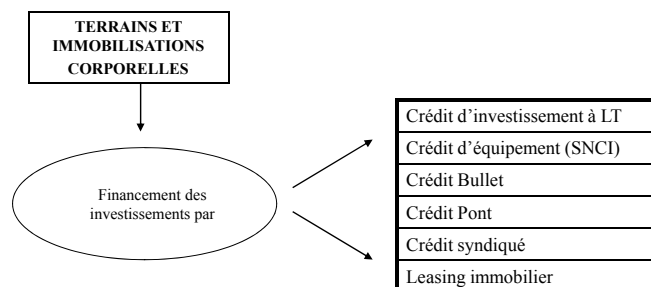 TERRAINS ET
IMMOBILISATIONS
CORPORELLES
Financement des
investissements par
Crédit d’investissement à LT
Crédit d’équipement (SNCI)
Crédit Bullet
Crédit Pont
Crédit syndiqué
Leasing immobilier